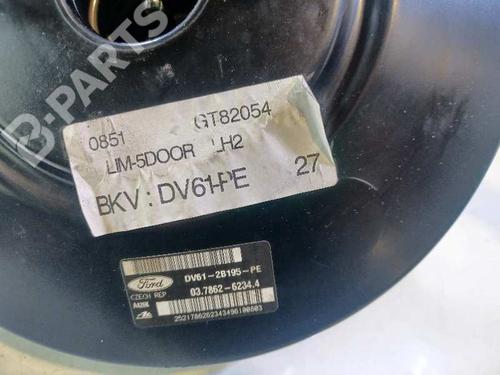 B-PARTS
0851 GT82054
LIM-5DOOR LH2
BKV: DV61-PE 27
Ford
DV61-2B195-PE
CZECH REP
03.7862-6234.4